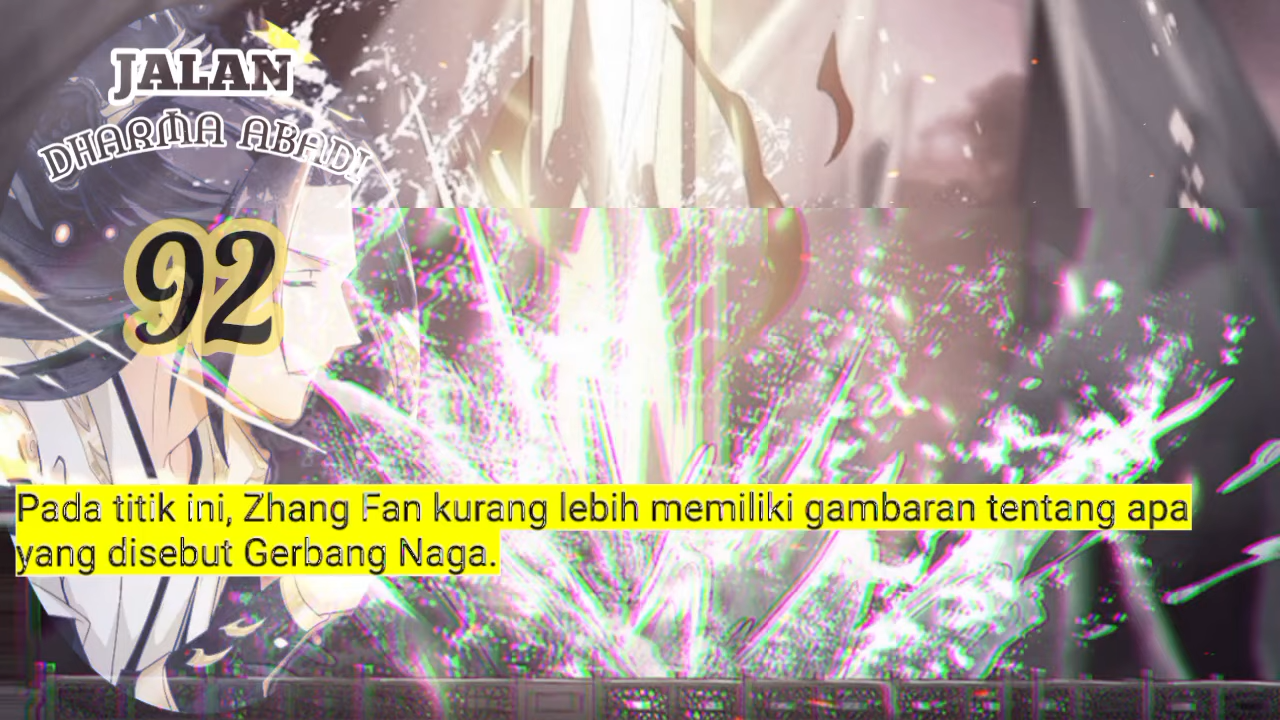 JALAN
DHARMA ABADI
92
Pada titik ini, Zhang Fan kurang lebih memiliki gambaran tentang apa
yang disebut Gerbang Naga.